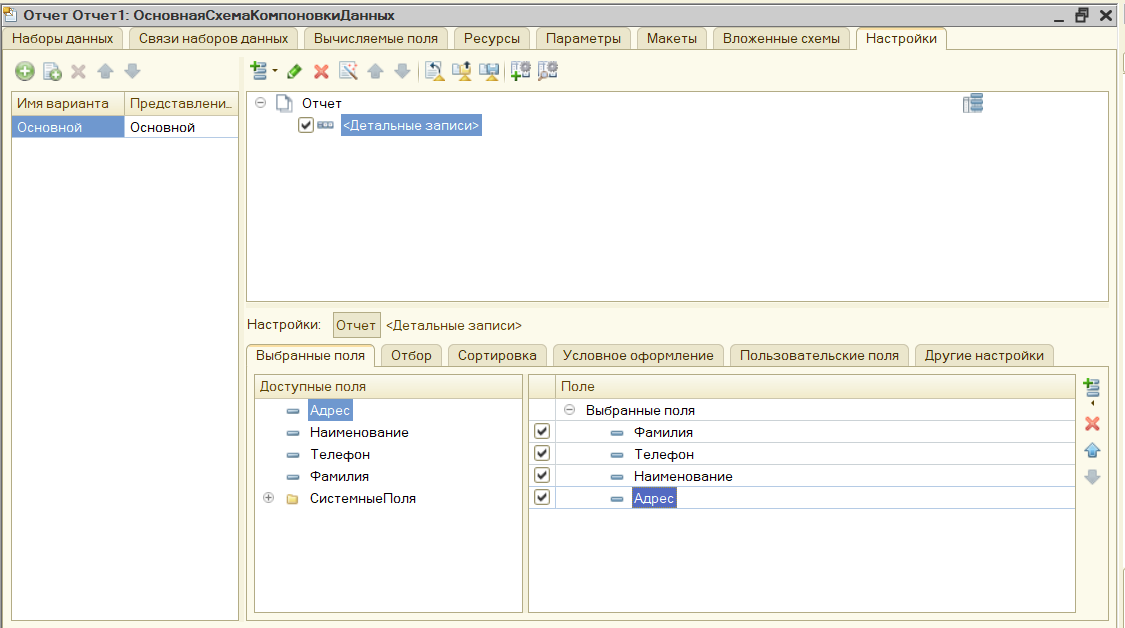 Отчет Отчет1: ОсновнаяСхемаКомпоновкиДанных
Наборы данных Связи наборов данных Вычисляемые поля Ресурсы Параметры Макеты Вложенные схемы Настройки
Имя варианта Представлени...
Основной Основной
Отчет
<Детальные записи>
Настройки: Отчет <Детальные записи>
Выбранные поля Отбор Сортировка Условное оформление Пользовательские поля Другие настройки
Доступные поля
Адрес
Наименование
Телефон
Фамилия
СистемныеПоля
Поле
Выбранные поля
Фамилия
Телефон
Наименование
Адрес